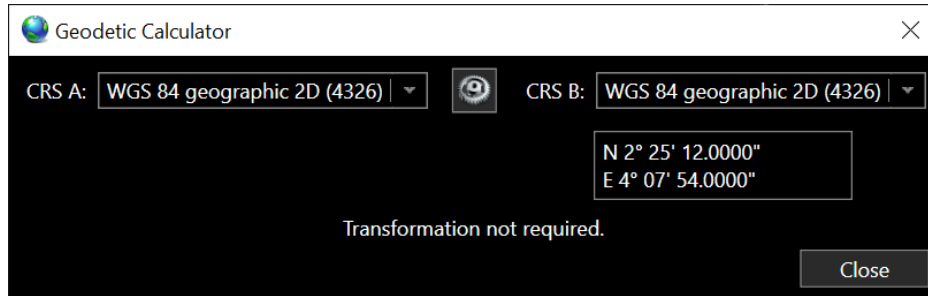 Geodetic Calculator
CRS A: WGS 84 geographic 2D (4326) CRS B: WGS 84 geographic 2D (4326)
N 2° 25' 12.0000"
E 4° 07' 54.0000"
Transformation not required.
Close